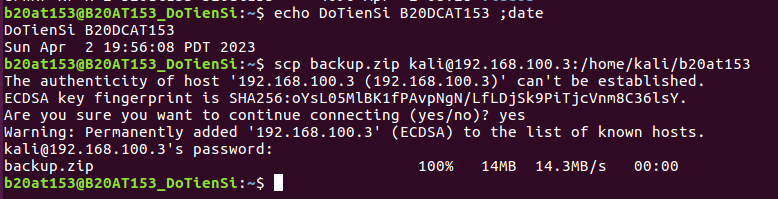 b20at153@B20AT153_DoTienSi:~$ echo DoTienSi B20DCAT153 ;date
DoTienSi B20DCAT153
Sun Apr  2 19:56:08 PDT 2023
b20at153@B20AT153_DoTienSi:~$ scp backup.zip kali@192.168.100.3:/home/kali/b20at153
The authenticity of host '192.168.100.3 (192.168.100.3)' can't be established.
ECDSA key fingerprint is SHA256:oYsL05MlBK1fPAvpNgN/LfLDjSk9PiTjcVnm8C36lsY.
Are you sure you want to continue connecting (yes/no)? yes
Warning: Permanently added '192.168.100.3' (ECDSA) to the list of known hosts.
kali@192.168.100.3's password:
backup.zip                                    100%   14MB  14.3MB/s   00:00
b20at153@B20AT153_DoTienSi:~$